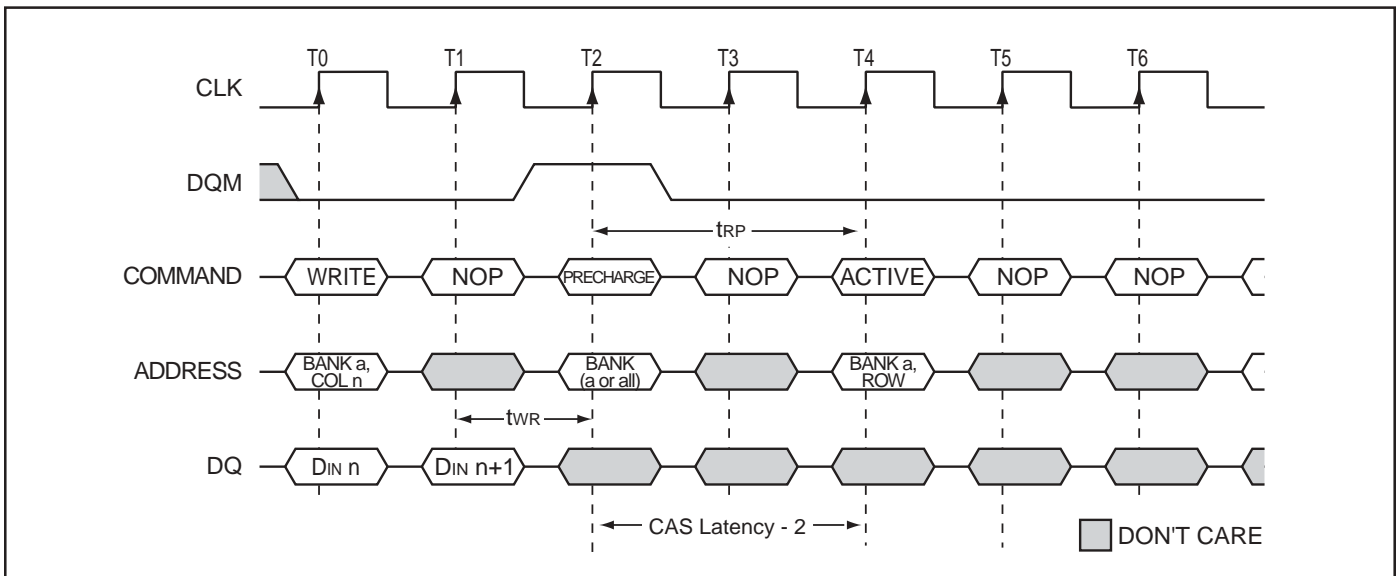 T0 T1 T2 T3 T4 T5 T6
CLK
DQM
tRP
COMMAND WRITE NOP PRECHARGE NOP ACTIVE NOP NOP
ADDRESS BANK a, COL n BANK (a or all) BANK a, ROW
tWR
DQ DIN n DIN n+1
CAS Latency - 2
DON'T CARE